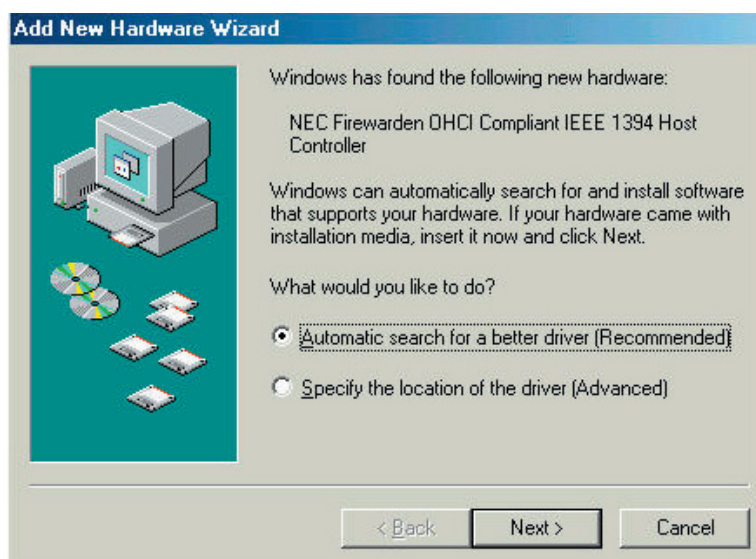 Add New Hardware Wizard
Windows has found the following new hardware:
NEC Firewarden OHCI Compliant IEEE 1394 Host
Controller
Windows can automatically search for and install software
that supports your hardware. If your hardware came with
installation media, insert it now and click Next.
What would you like to do?
Automatic search for a better driver (Recommended)
Specify the location of the driver (Advanced)
< Back
Next >
Cancel